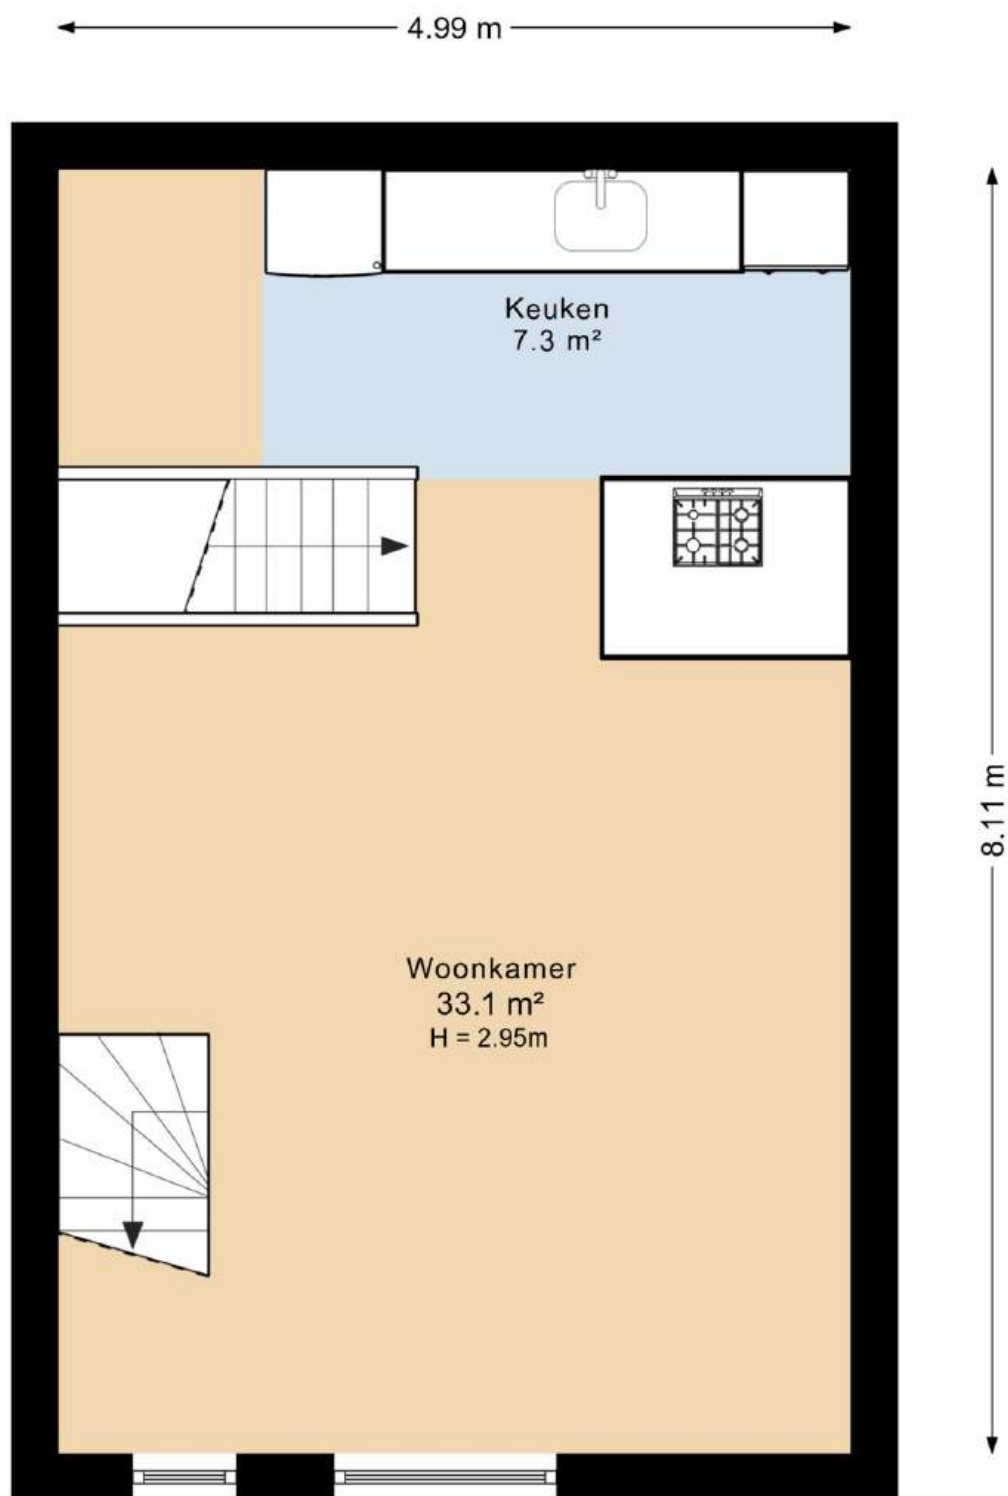 4.99 m
Keuken
7.3 m²
8.11 m
Woonkamer
33.1 m²
H = 2.95m